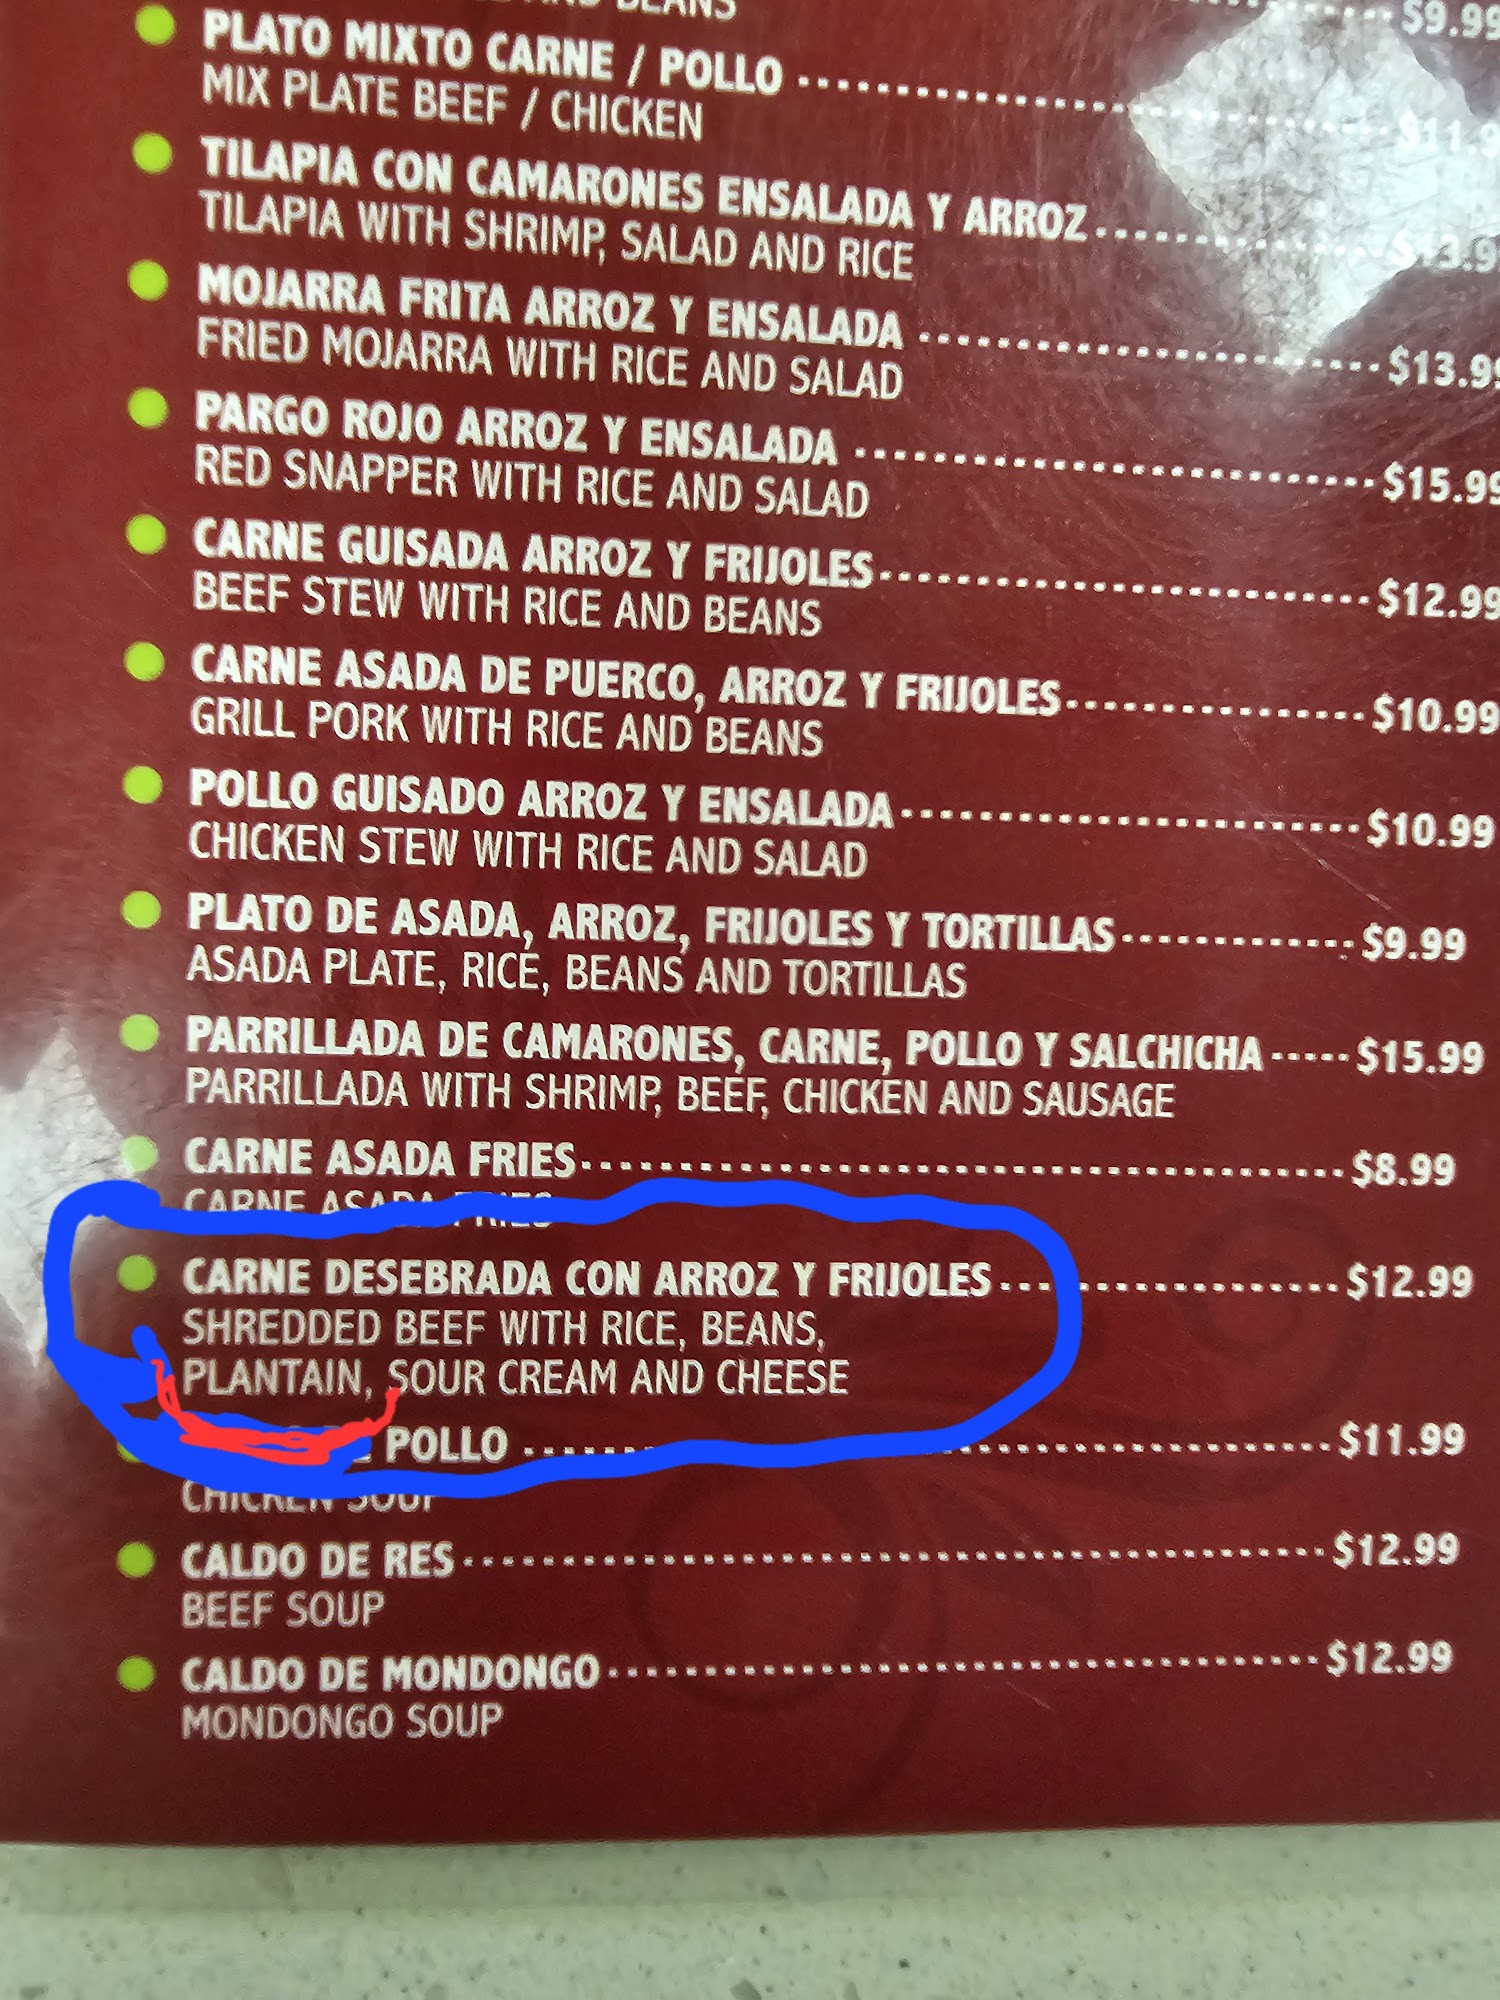 BEANS
$9.99
PLATO MIXTO CARNE / POLLO
MIX PLATE BEEF / CHICKEN
TILAPIA CON CAMARONES ENSALADA Y ARROZ
TILAPIA WITH SHRIMP, SALAD AND RICE
MOJARRA FRITA ARROZ Y ENSALADA ---- $13.99
FRIED MOJARRA WITH RICE AND SALAD
PARGO ROJO ARROZ Y ENSALADA ---- $15.99
RED SNAPPER WITH RICE AND SALAD
CARNE GUISADA ARROZ Y FRIJOLES ---- $12.99
BEEF STEW WITH RICE AND BEANS
CARNE ASADA DE PUERCO, ARROZ Y FRIJOLES ---- $10.99
GRILL PORK WITH RICE AND BEANS
POLLO GUISADO ARROZ Y ENSALADA ---- $10.99
CHICKEN STEW WITH RICE AND SALAD
PLATO DE ASADA, ARROZ, FRIJOLES Y TORTILLAS ---- $9.99
ASADA PLATE, RICE, BEANS AND TORTILLAS
PARRILLADA DE CAMARONES, CARNE, POLLO Y SALCHICHA ---- $15.99
PARRILLADA WITH SHRIMP, BEEF, CHICKEN AND SAUSAGE
CARNE ASADA FRIES ---- $8.99
CARNE ASADA FRIES
CARNE DESEBRADA CON ARROZ Y FRIJOLES ---- $12.99
SHREDDED BEEF WITH RICE, BEANS,
PLANTAIN, SOUR CREAM AND CHEESE
POLLO ---- $11.99
CHICKEN SOUP
CALDO DE RES ---- $12.99
BEEF SOUP
CALDO DE MONDONGO ---- $12.99
MONDONGO SOUP